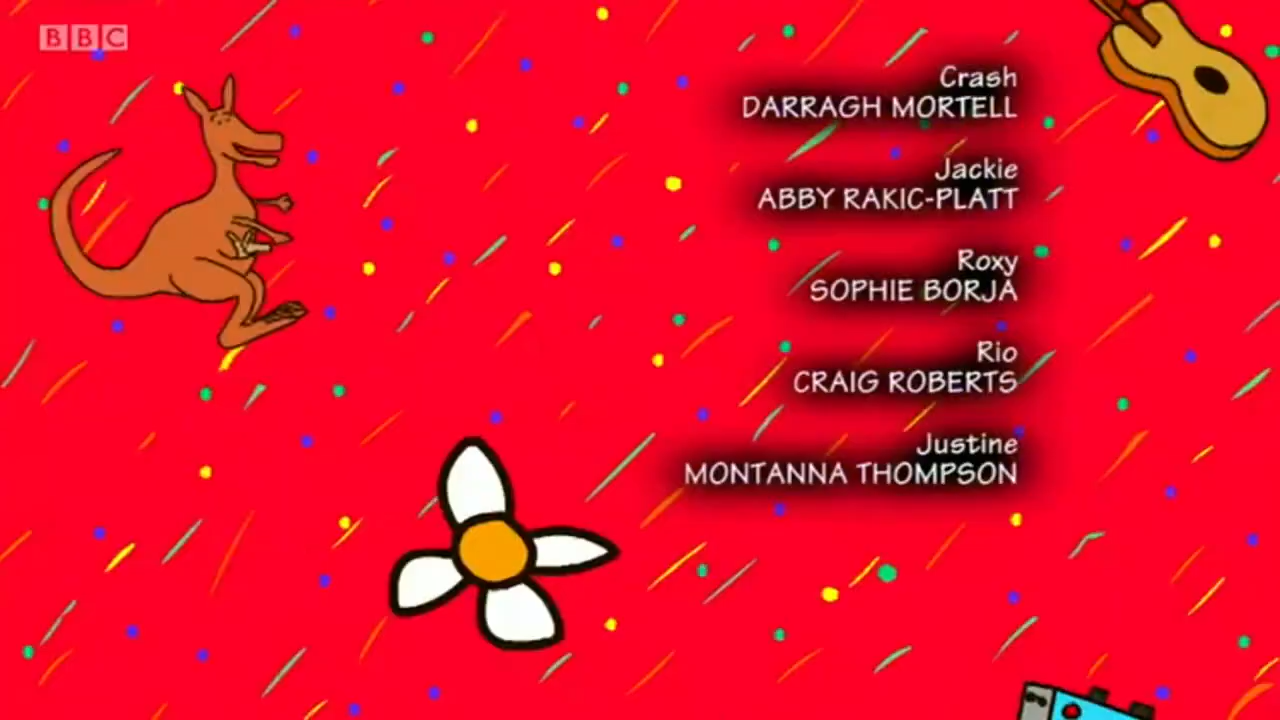 BBC
Crash
DARRAGH MORTELL
Jackie
ABBY RAKIC-PLATT
Roxy
SOPHIE BORJA
Rio
CRAIG ROBERTS
Justine
MONTANNA THOMPSON